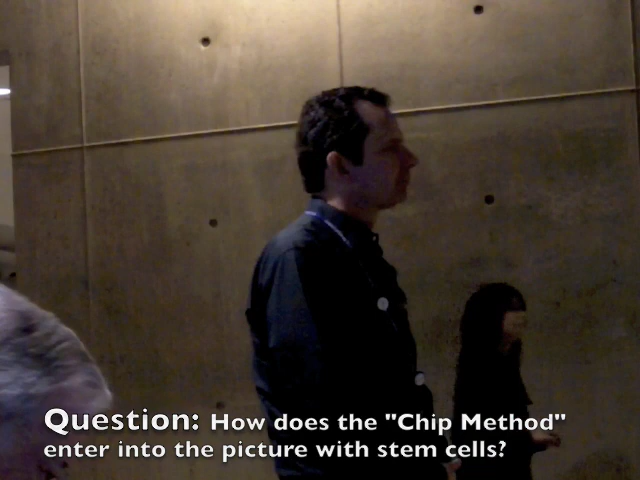 Question: How does the "Chip Method"
enter into the picture with stem cells?